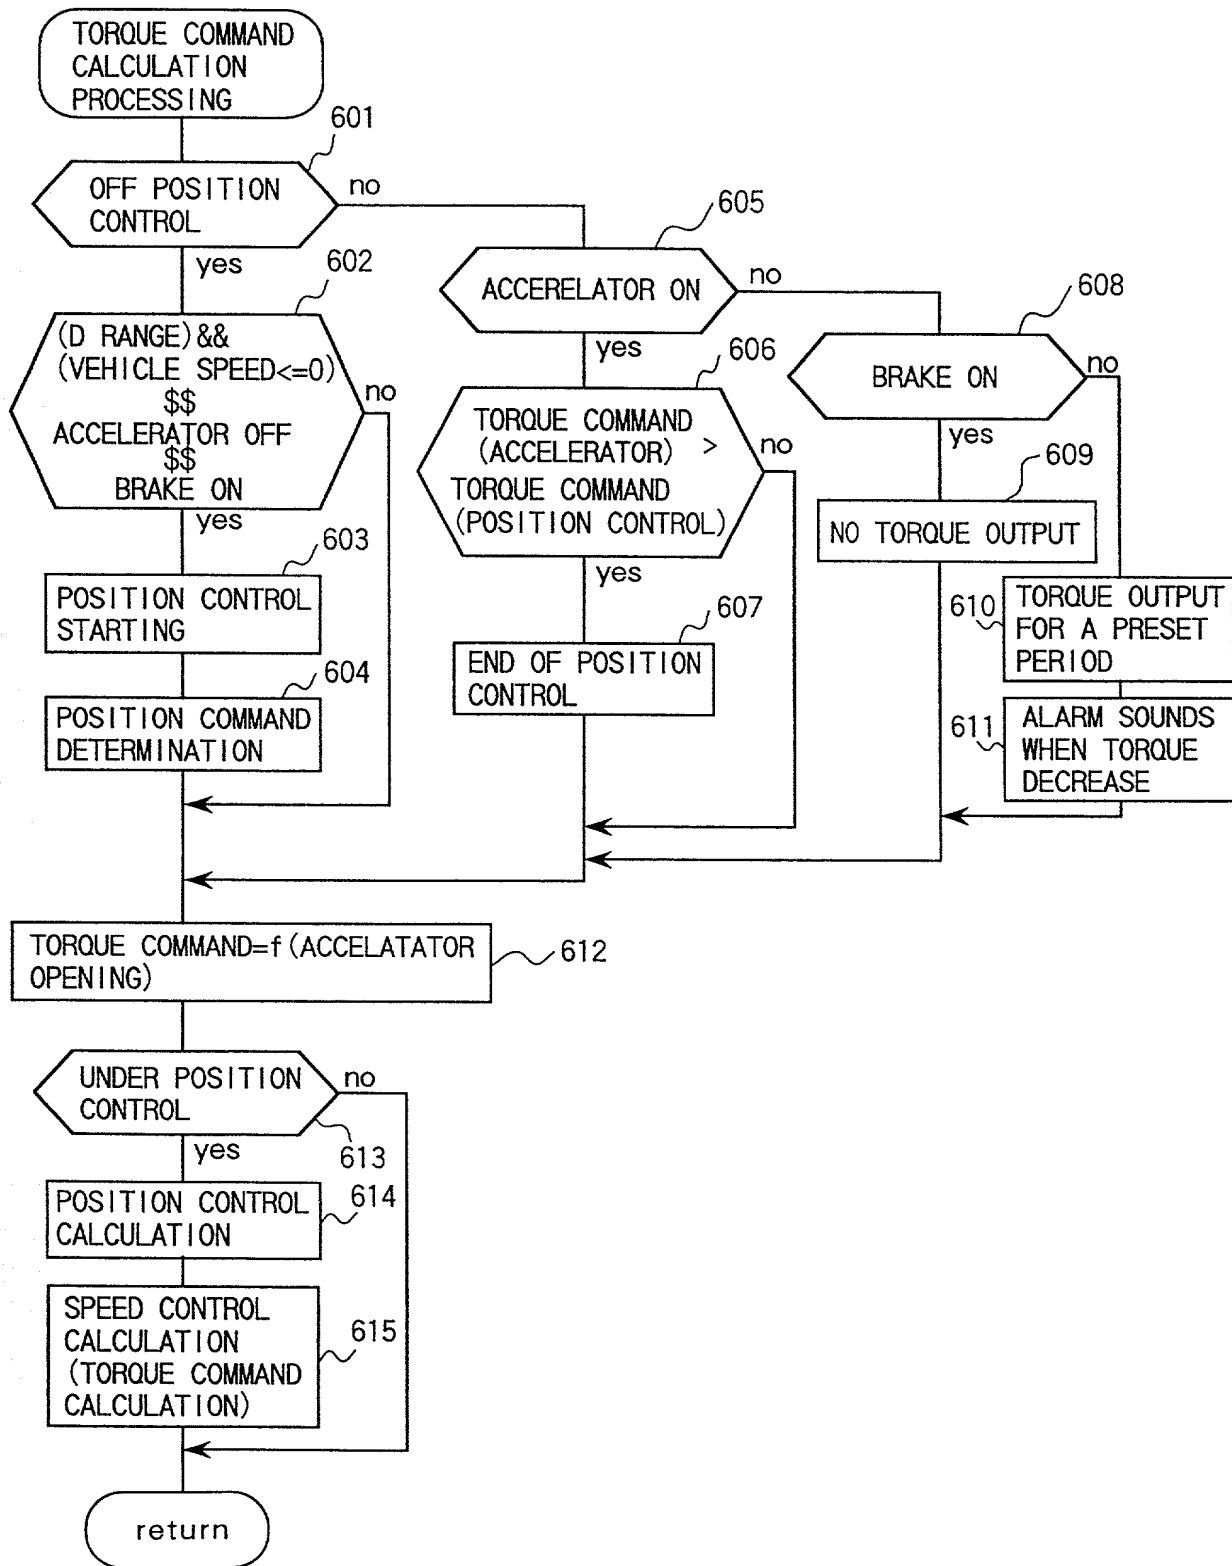 TORQUE COMMAND
CALCULATION
PROCESSING
601
OFF POSITION
CONTROL
no
yes
602
(D RANGE)&&
(VEHICLE SPEED<=0)
$$
ACCELERATOR OFF
$$
BRAKE ON
no
yes
603
POSITION CONTROL
STARTING
604
POSITION COMMAND
DETERMINATION
605
ACCERELATOR ON
no
yes
606
TORQUE COMMAND
(ACCELERATOR) >
TORQUE COMMAND
(POSITION CONTROL)
no
yes
607
END OF POSITION
CONTROL
608
BRAKE ON
no
yes
609
NO TORQUE OUTPUT
610
TORQUE OUTPUT
FOR A PRESET
PERIOD
611
ALARM SOUNDS
WHEN TORQUE
DECREASE
TORQUE COMMAND=f(ACCELATATOR
OPENING)
612
UNDER POSITION
CONTROL
no
613
yes
POSITION CONTROL
CALCULATION
614
SPEED CONTROL
CALCULATION
(TORQUE COMMAND
CALCULATION)
615
return